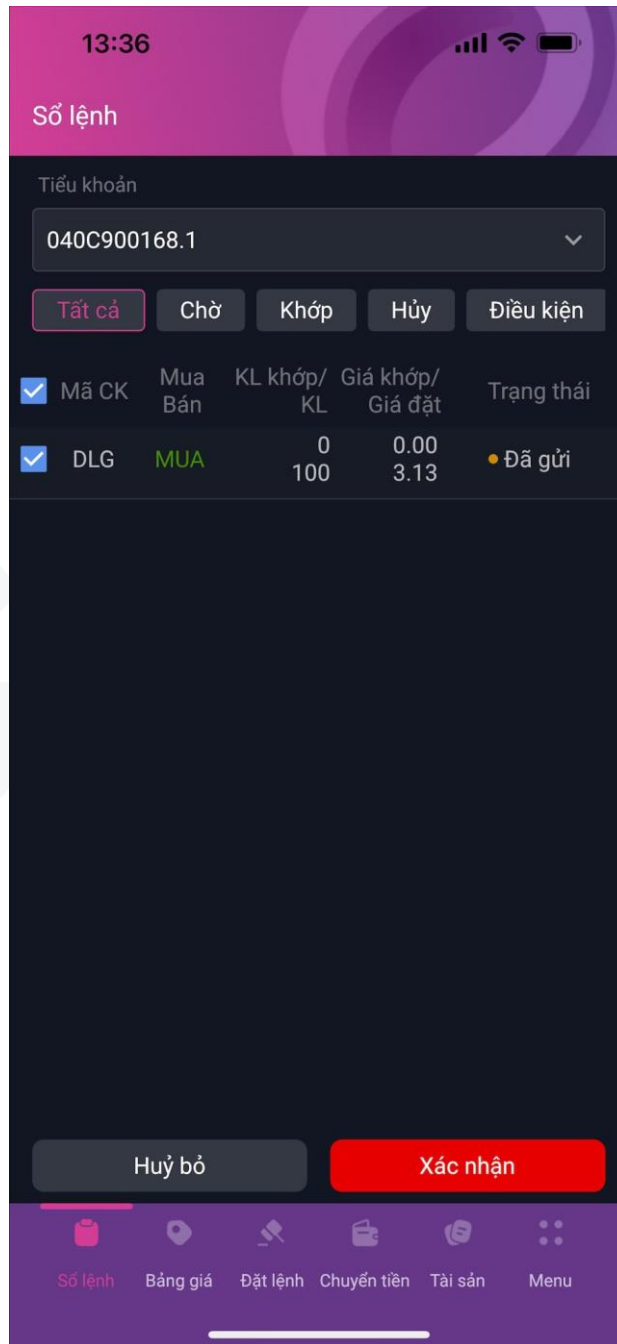 13:36
Sổ lệnh
Tiểu khoản
040C900168.1
Tất cả Chờ Khớp Hủy Điều kiện
Mã CK Mua Bán KL khớp/ KL Giá khớp/ Giá đặt Trạng thái
DLG MUA 0 100 0.00 3.13 Đã gửi
Huỷ bỏ Xác nhận
Sổ lệnh Bảng giá Đặt lệnh Chuyển tiền Tài sản Menu